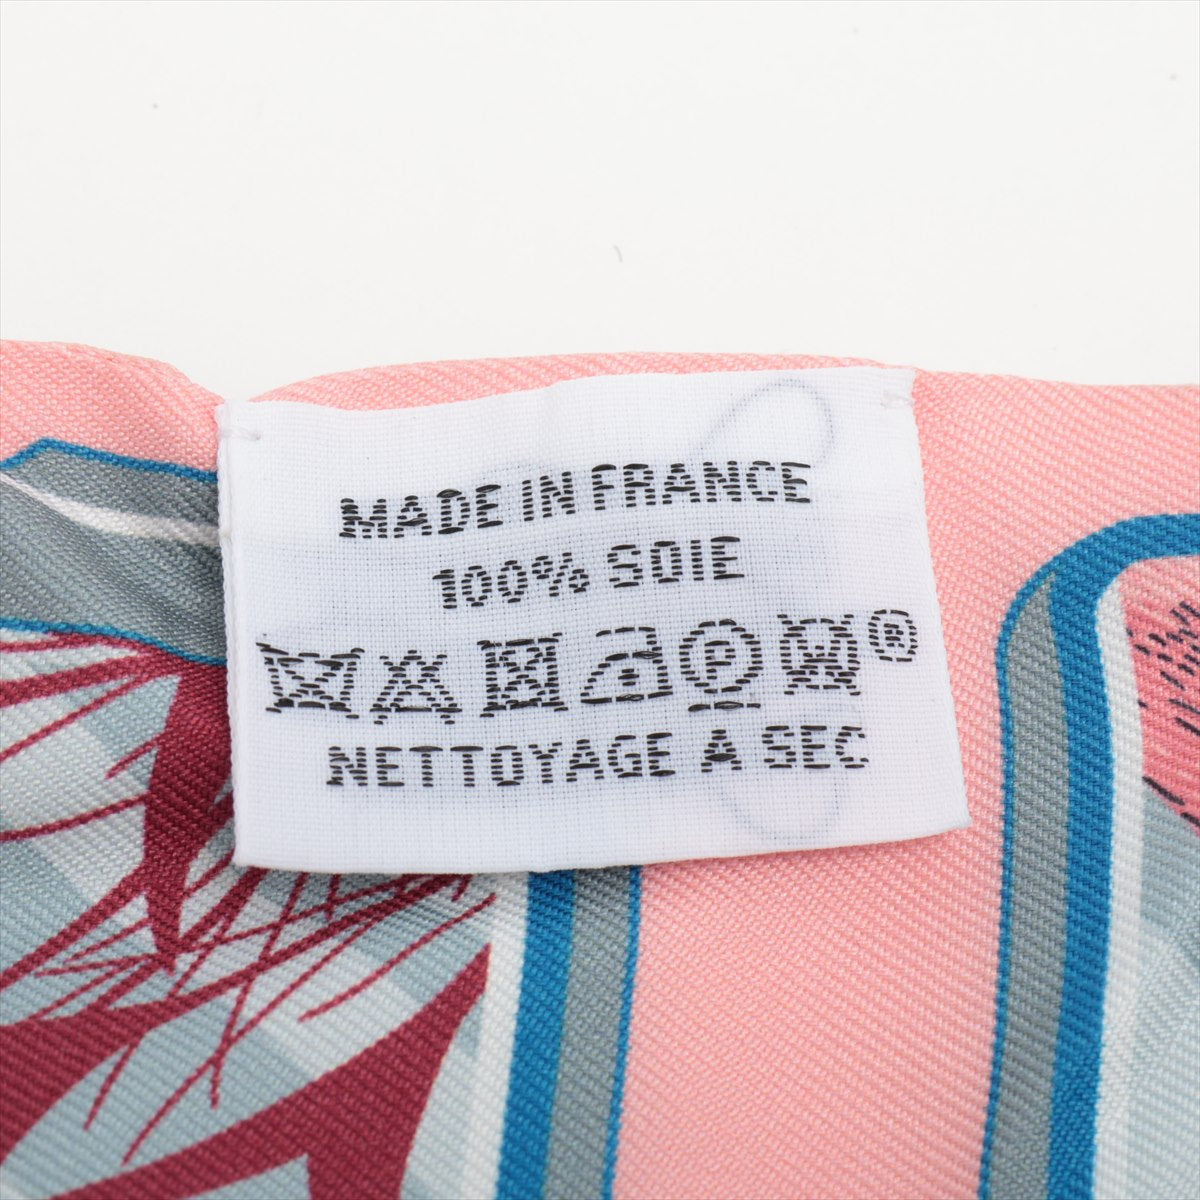 MADE IN FRANCE
100% SOIE
P ®
NETTOYAGE A SEC